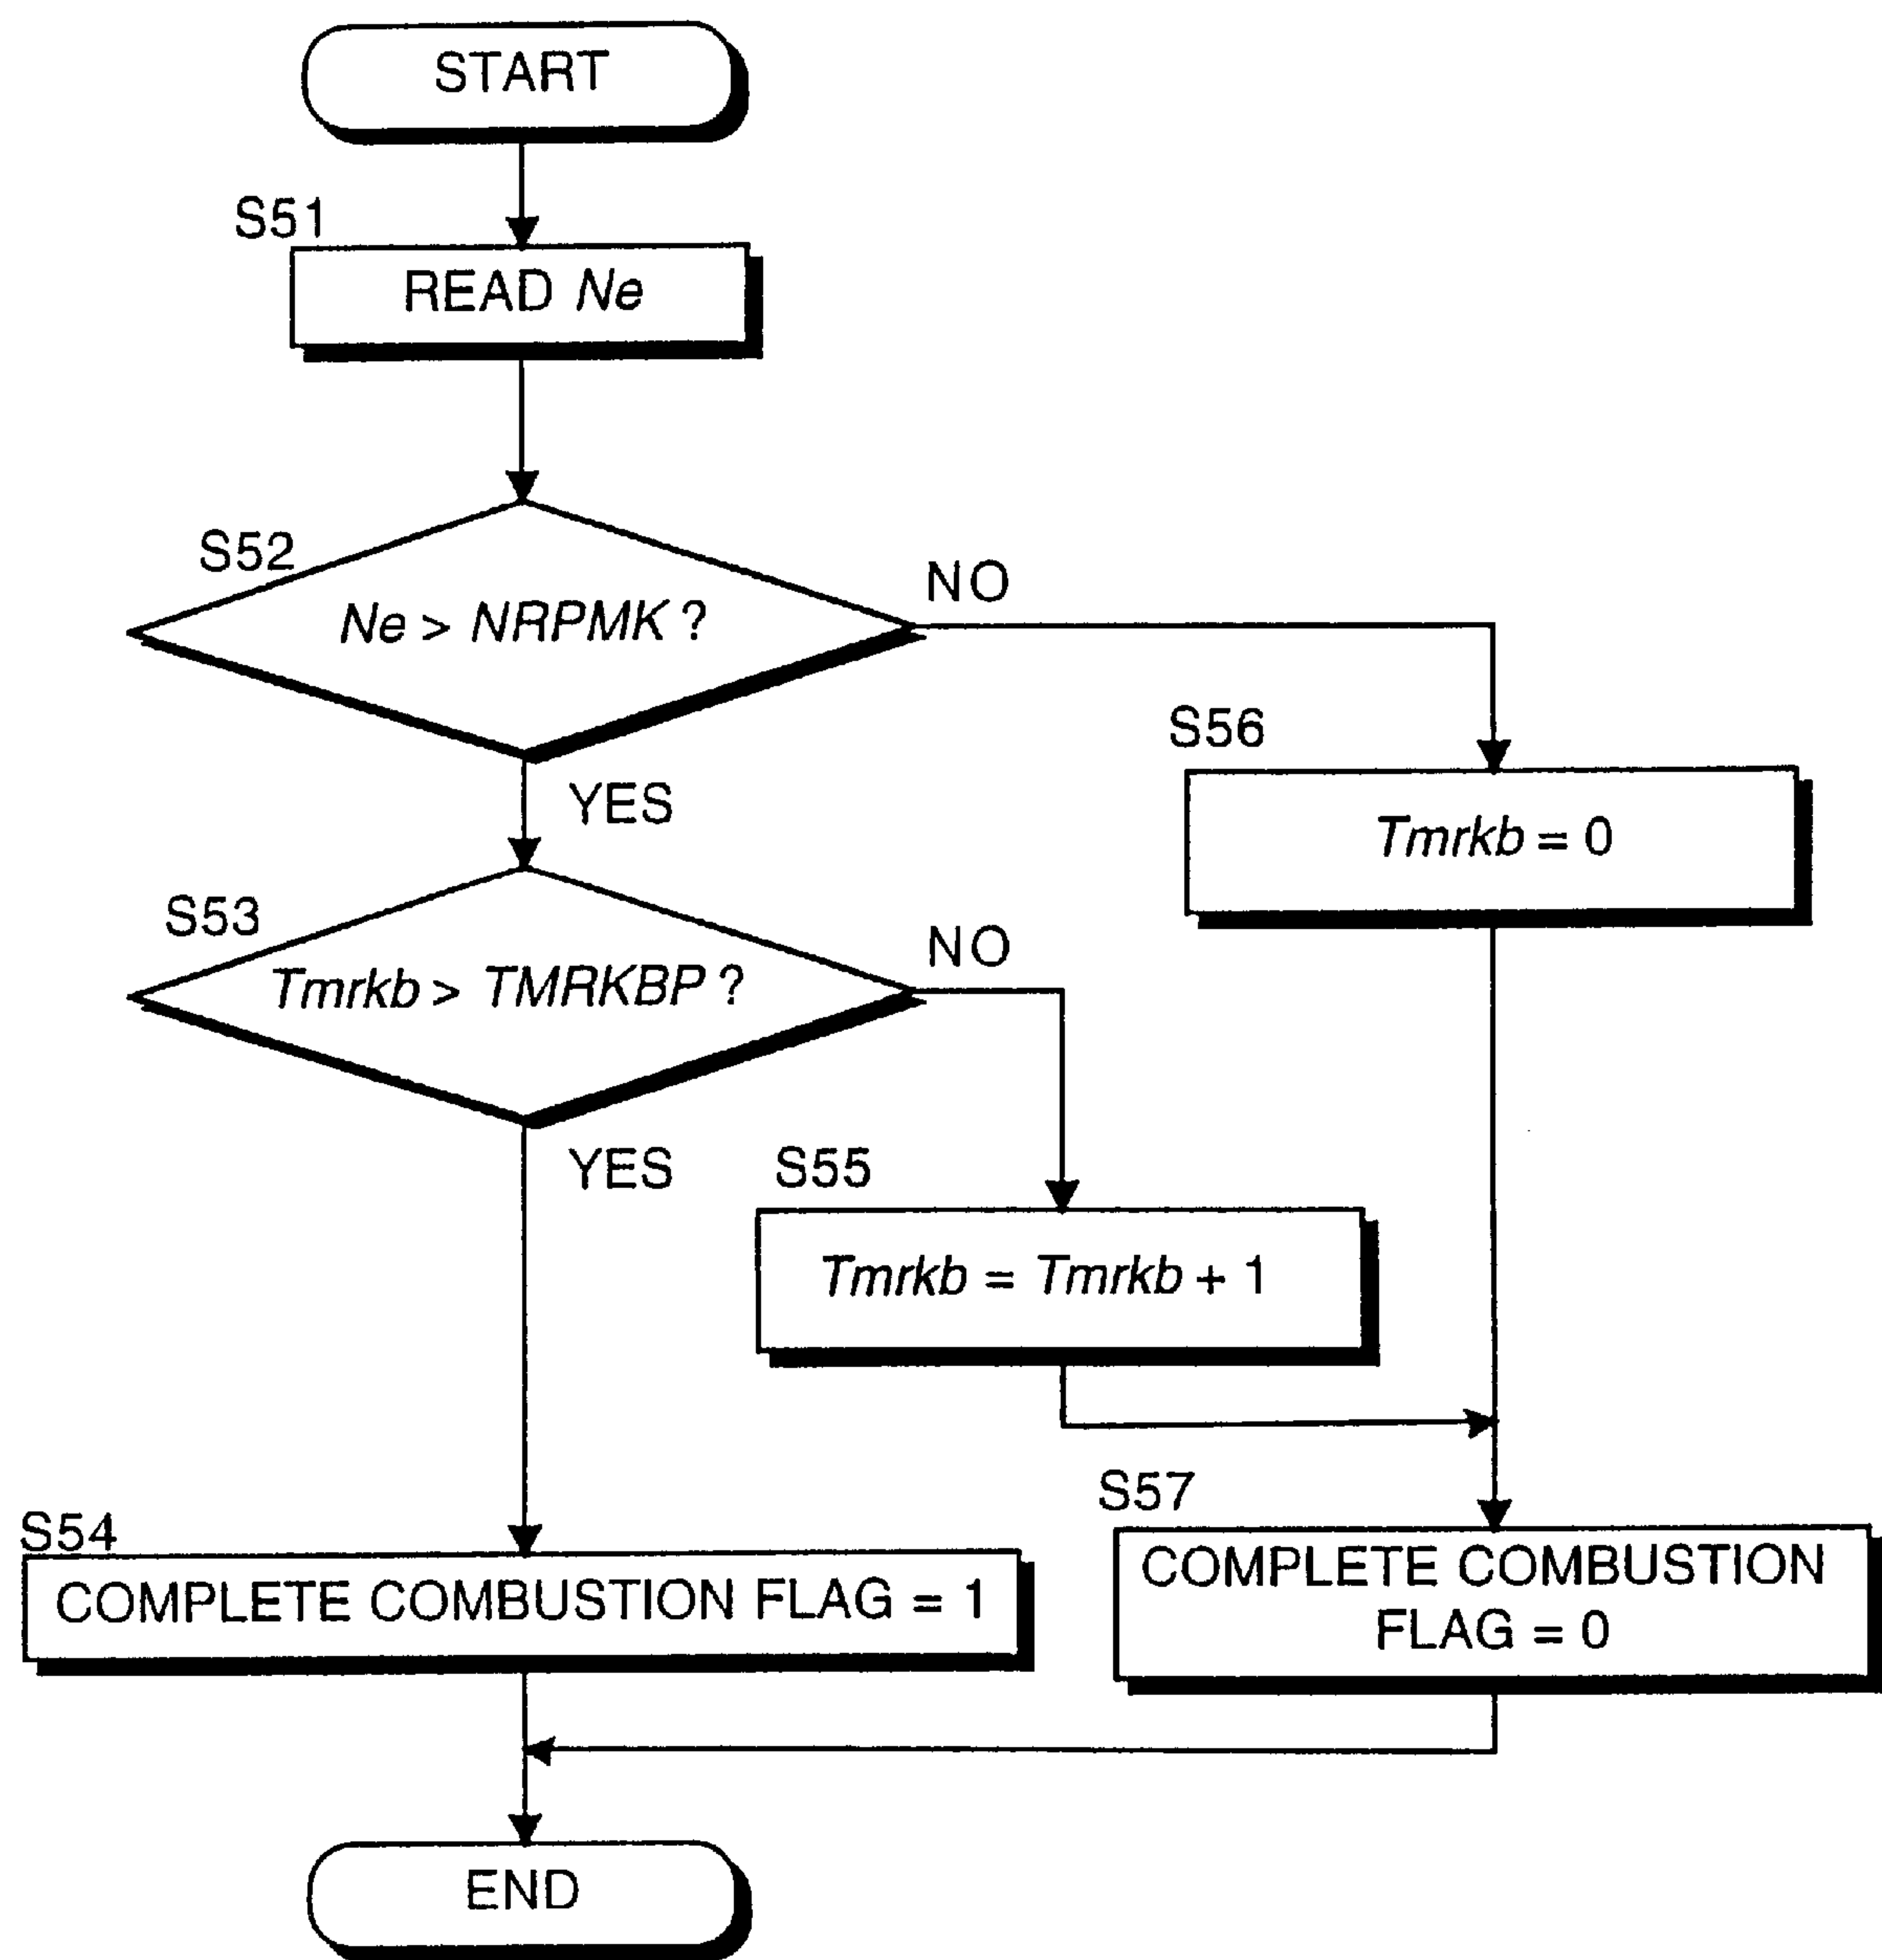 START
S51
READ Ne
S52
Ne > NRPMK ?
NO
YES
S56
Tmrkb = 0
S53
Tmrkb > TMRKBP ?
NO
YES
S55
Tmrkb = Tmrkb + 1
S54
COMPLETE COMBUSTION FLAG = 1
S57
COMPLETE COMBUSTION
FLAG = 0
END